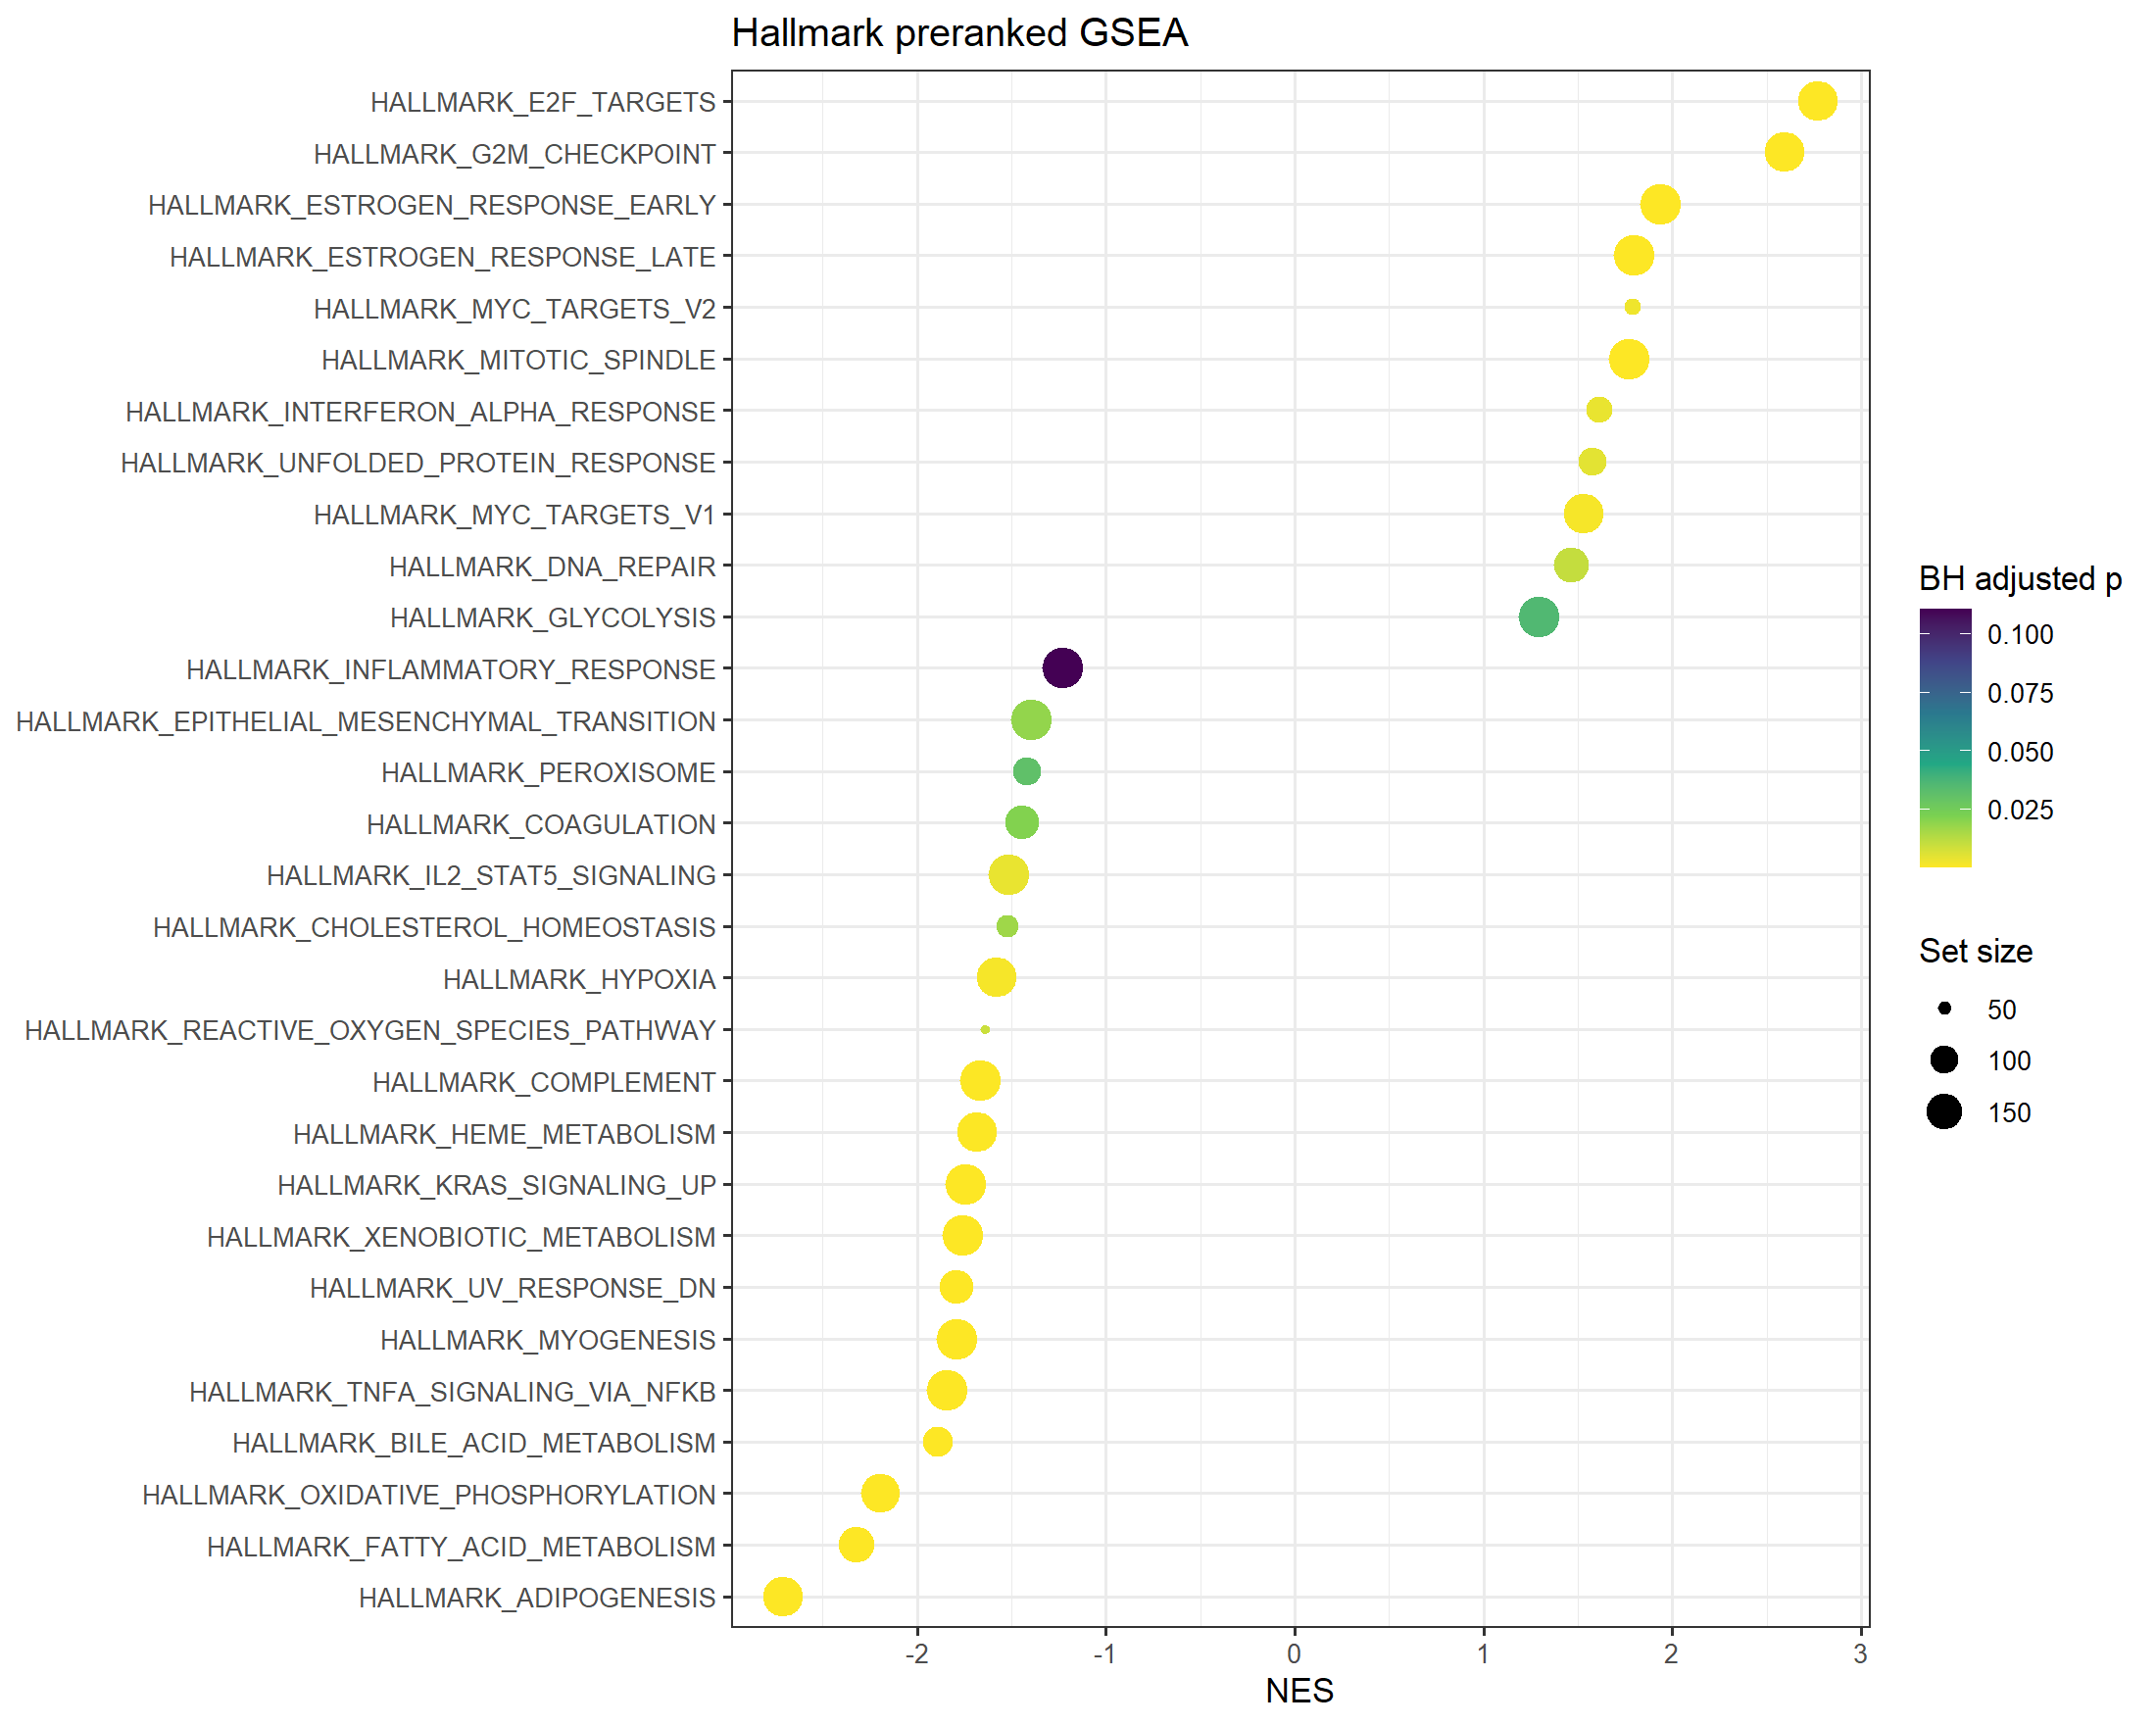 Hallmark preranked GSEA
HALLMARK_E2F_TARGETS
HALLMARK_G2M_CHECKPOINT
HALLMARK_ESTROGEN_RESPONSE_EARLY
HALLMARK_ESTROGEN_RESPONSE_LATE
HALLMARK_MYC_TARGETS_V2
HALLMARK_MITOTIC_SPINDLE
HALLMARK_INTERFERON_ALPHA_RESPONSE
HALLMARK_UNFOLDED_PROTEIN_RESPONSE
HALLMARK_MYC_TARGETS_V1
HALLMARK_DNA_REPAIR
HALLMARK_GLYCOLYSIS
HALLMARK_INFLAMMATORY_RESPONSE
HALLMARK_EPITHELIAL_MESENCHYMAL_TRANSITION
HALLMARK_PEROXISOME
HALLMARK_COAGULATION
HALLMARK_IL2_STAT5_SIGNALING
HALLMARK_CHOLESTEROL_HOMEOSTASIS
HALLMARK_HYPOXIA
HALLMARK_REACTIVE_OXYGEN_SPECIES_PATHWAY
HALLMARK_COMPLEMENT
HALLMARK_HEME_METABOLISM
HALLMARK_KRAS_SIGNALING_UP
HALLMARK_XENOBIOTIC_METABOLISM
HALLMARK_UV_RESPONSE_DN
HALLMARK_MYOGENESIS
HALLMARK_TNFA_SIGNALING_VIA_NFKB
HALLMARK_BILE_ACID_METABOLISM
HALLMARK_OXIDATIVE_PHOSPHORYLATION
HALLMARK_FATTY_ACID_METABOLISM
HALLMARK_ADIPOGENESIS
-2 -1 0 1 2 3
NES
BH adjusted p
0.100
0.075
0.050
0.025
Set size
50
100
150